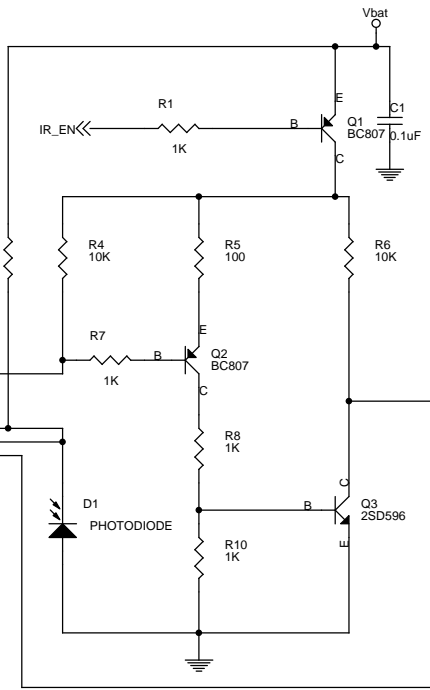 Vbat
E
R1
C1
Q1
IR_EN
B
BC807
0.1uF
1K
C
R4
R5
R6
10K
100
10K
E
R7
Q2
B
BC807
1K
C
R8
1K
C
D1
B
Q3
PHOTODIODE
2SD596
R10
E
1K